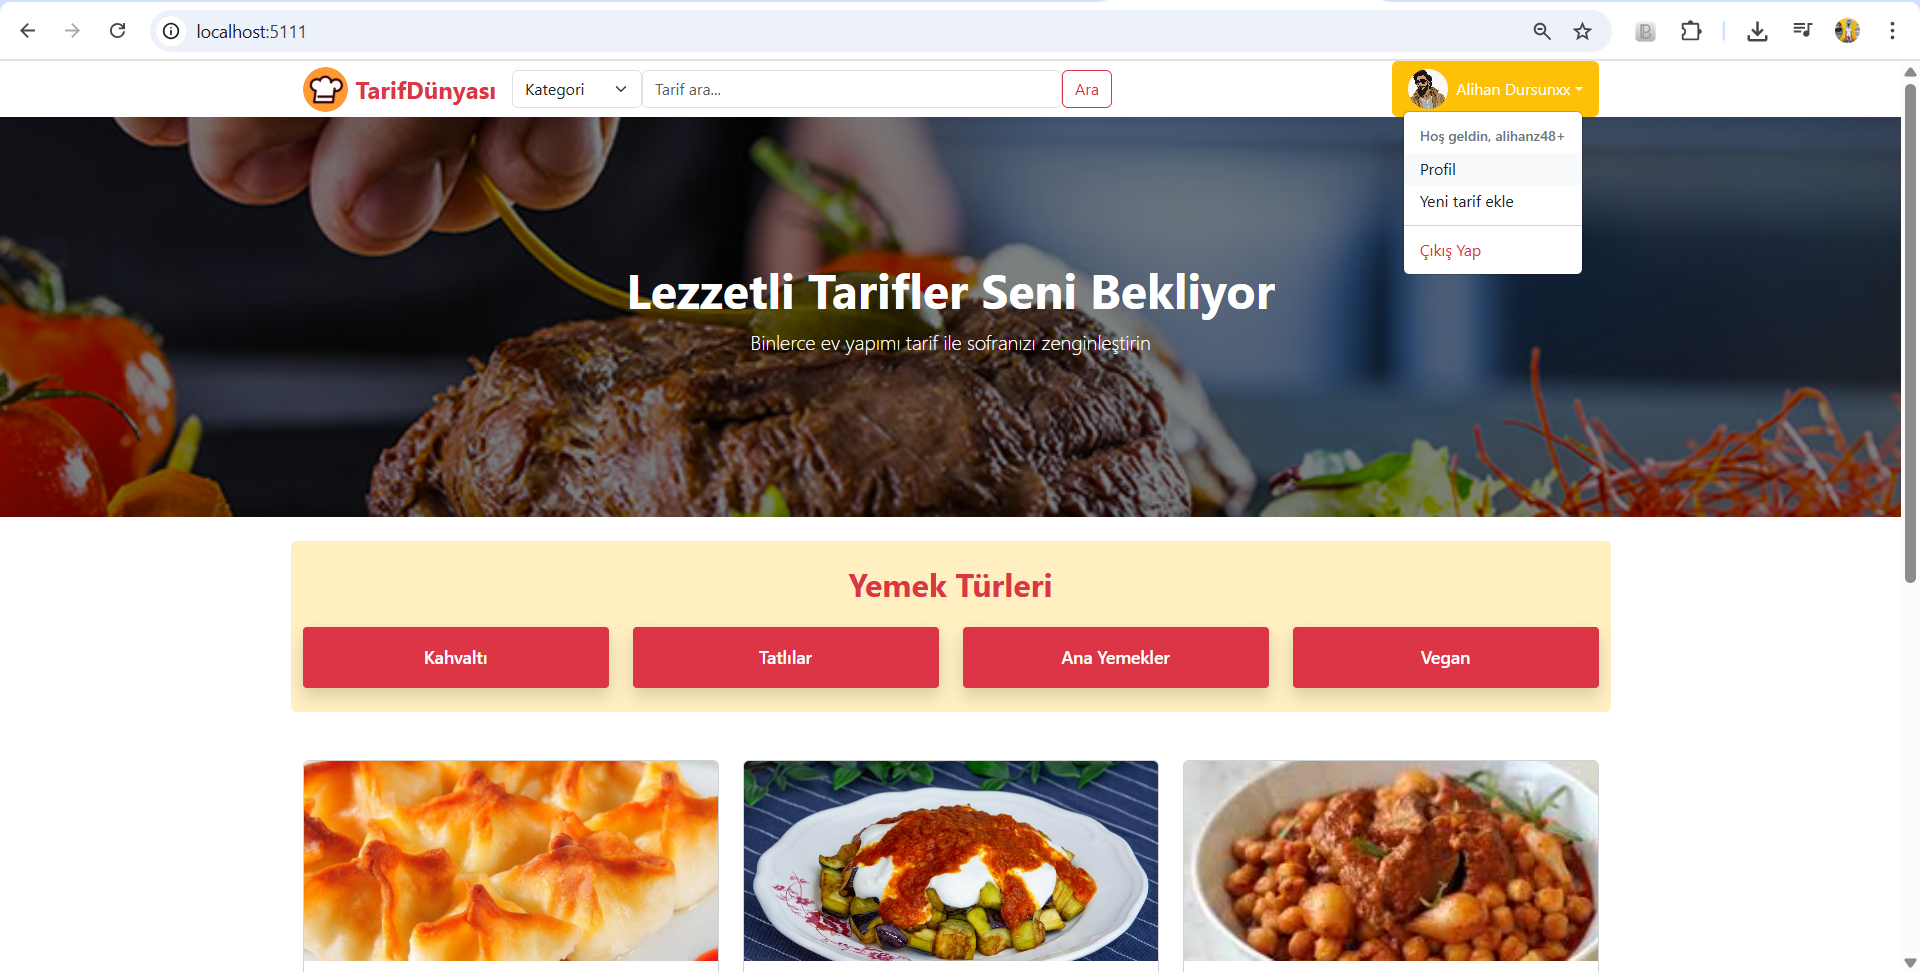 localhost:5111
TarifDünyası
Kategori
Tarif ara...
Ara
Alihan Dursunxx
Hoş geldin, alihanz48+
Profil
Yeni tarif ekle
Çıkış Yap
Lezzetli Tarifler Seni Bekliyor
Binlerce ev yapımı tarif ile sofranızı zenginleştirin
Yemek Türleri
Kahvaltı
Tatlılar
Ana Yemekler
Vegan